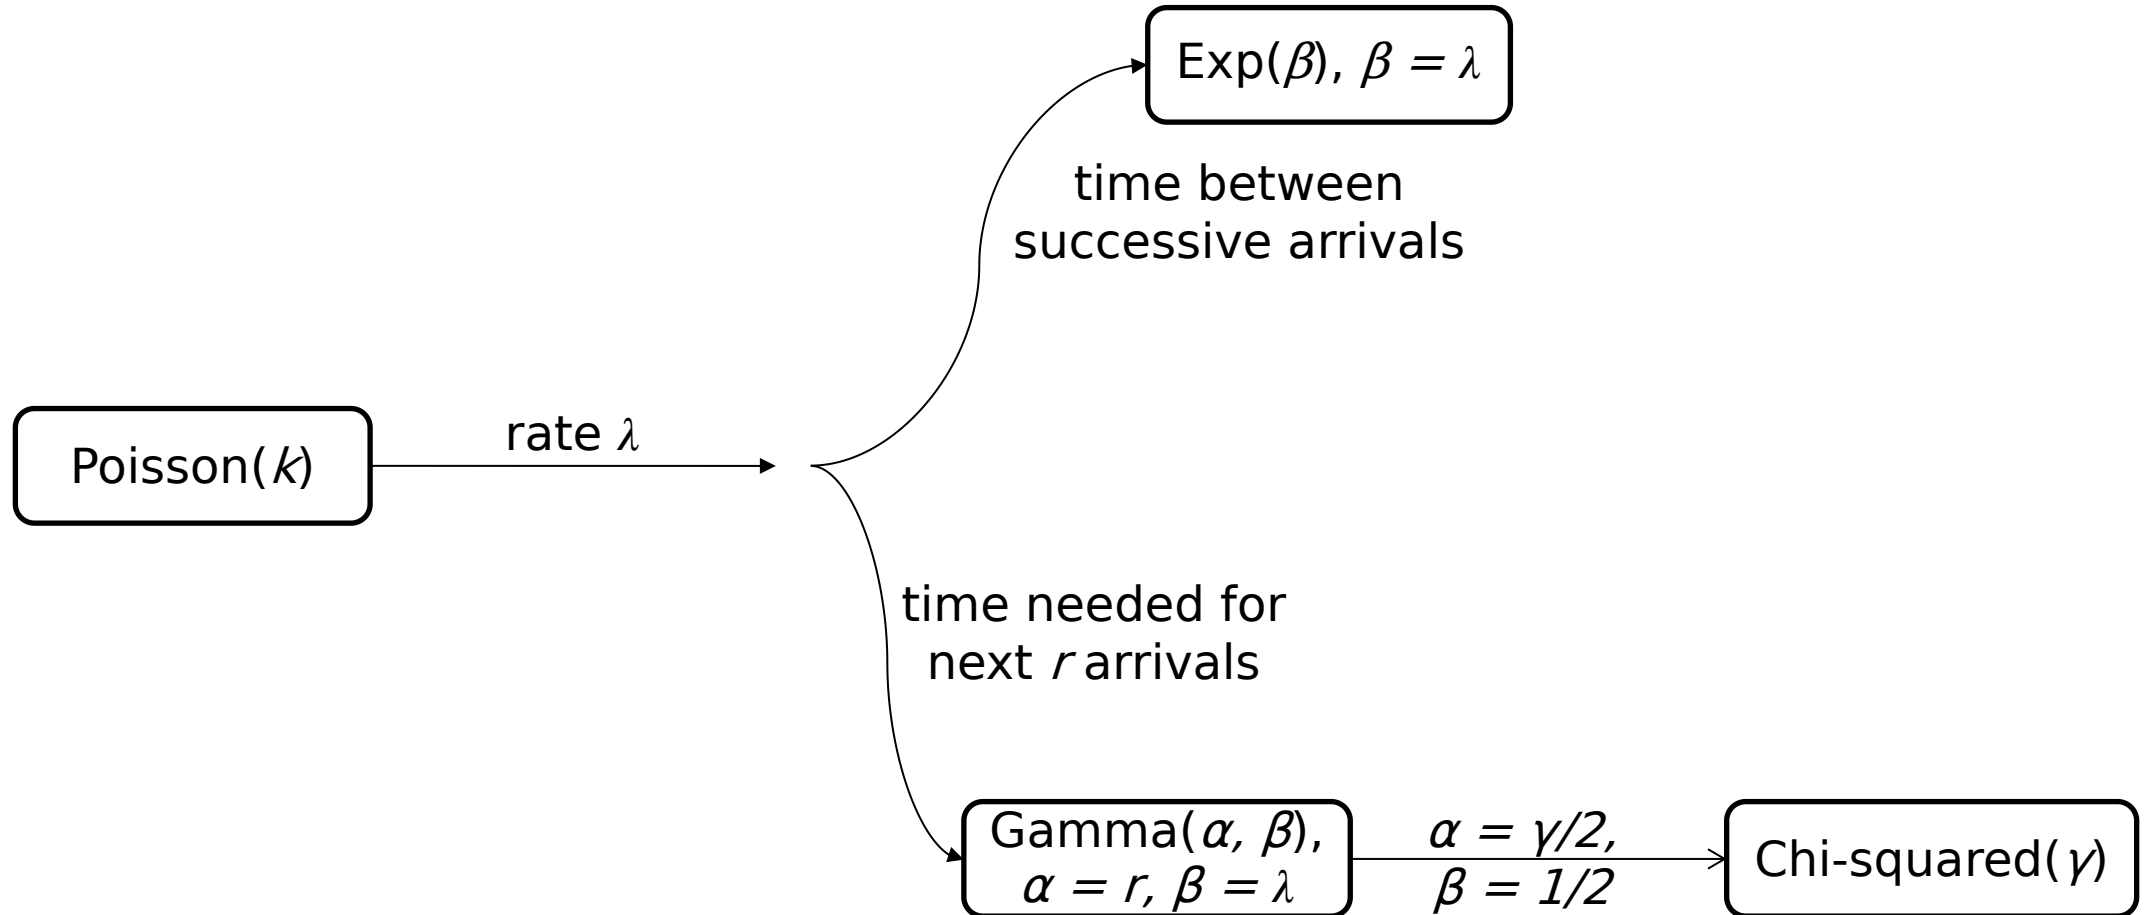 Exp(β), β = λ
time between
successive arrivals
Poisson(k)
rate λ
time needed for
next r arrivals
Gamma(α, β),
α = r, β = λ
α = γ/2,
β = 1/2
Chi-squared(γ)